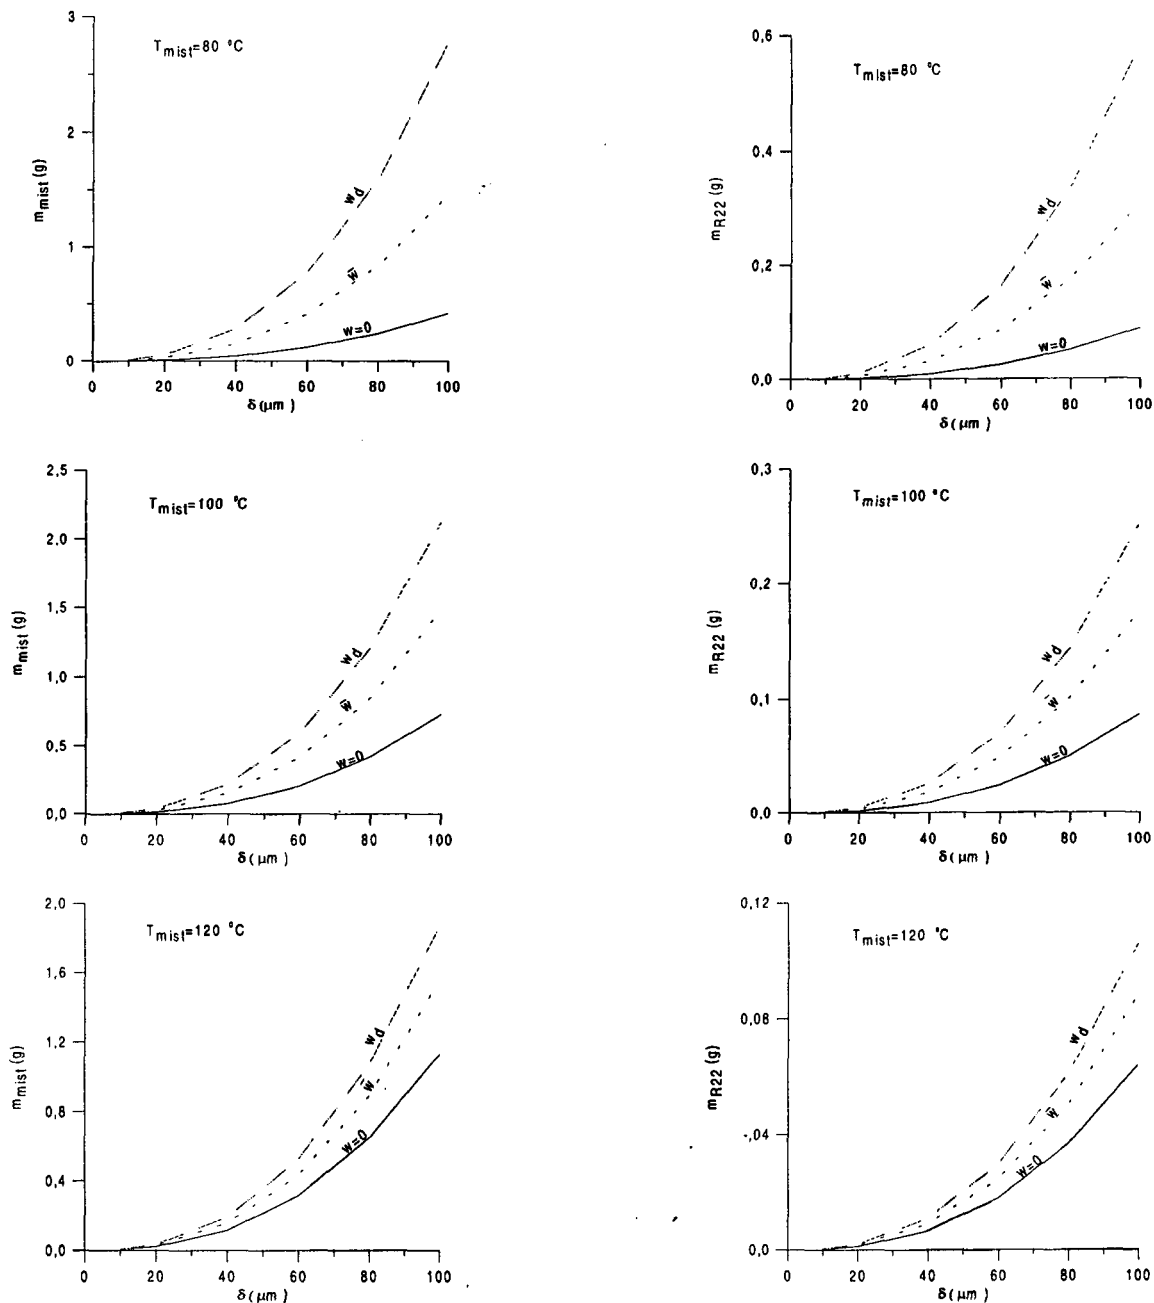 T mist=80 °C
m mist (g)
3
2
1
0
w d
w̄
w=0
0 20 40 60 80 100
δ (μm)
T mist=80 °C
m R22 (g)
0,6
0,4
0,2
0,0
w d
w̄
w=0
0 20 40 60 80 100
δ (μm)
T mist=100 °C
m mist (g)
2,5
2,0
1,5
1,0
0,5
0,0
w d
w̄
w=0
0 20 40 60 80 100
δ (μm)
T mist=100 °C
m R22 (g)
0,3
0,2
0,1
0,0
w d
w̄
w=0
0 20 40 60 80 100
δ (μm)
T mist=120 °C
m mist (g)
2,0
1,6
1,2
0,8
0,4
0,0
w d
w̄
w=0
0 20 40 60 80 100
δ (μm)
T mist=120 °C
m R22 (g)
0,12
0,08
-,04
0,0
w d
w̄
w=0
0 20 40 60 80 100
δ (μm)